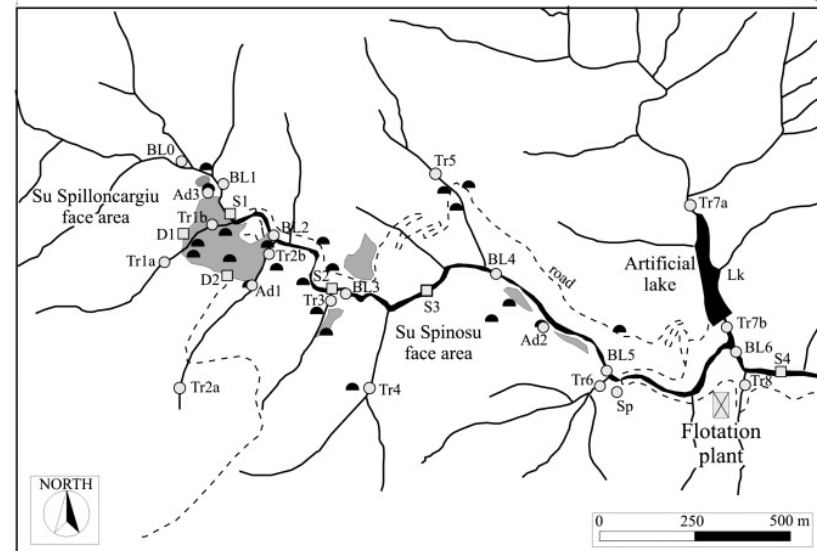 Tr5
BL0
BL1
Su Spilloncargiu
face area
Ad3
S1
Tr7a
Tr1b
D1
BL2
Tr1a
Tr2b
D2
Ad1
S2
Tr3
BL3
BL4
road
Artificial
lake
Lk
S3
Su Spinosu
face area
Ad2
Tr7b
BL6
S4
BL5
Tr6
Sp
Tr8
Tr2a
Tr4
Flotation
plant
NORTH
0 250 500 m